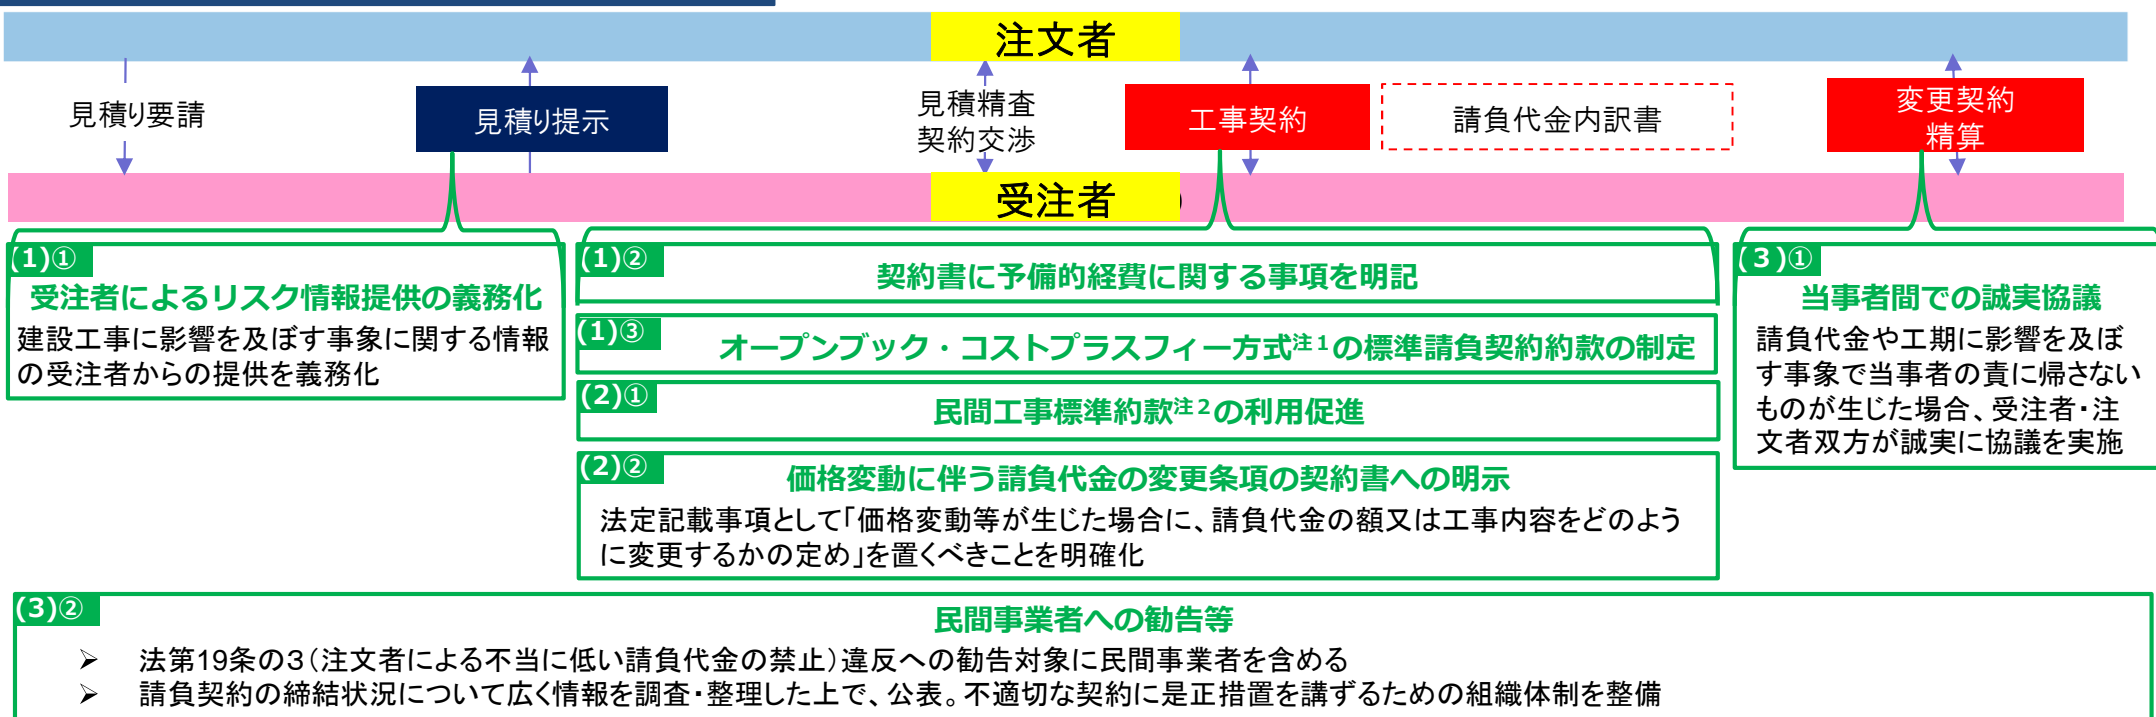 注文者
見積り要請
見積り提示
見積精査
契約交渉
工事契約
請負代金内訳書
変更契約
精算
受注者
(1)①
受注者によるリスク情報提供の義務化
建設工事に影響を及ぼす事象に関する情報
の受注者からの提供を義務化
(1)②
契約書に予備的経費に関する事項を明記
(1)③
オープンブック・コストプラスフィー方式注1の標準請負契約約款の制定
(2)①
民間工事標準約款注2の利用促進
(2)②
価格変動に伴う請負代金の変更条項の契約書への明示
法定記載事項として「価格変動等が生じた場合に、請負代金の額又は工事内容をどのよう
に変更するかの定め」を置くべきことを明確化
(3)①
当事者間での誠実協議
請負代金や工期に影響を及ぼ
す事象で当事者の責に帰さない
ものが生じた場合、受注者・注
文者双方が誠実に協議を実施
(3)②
民間事業者への勧告等
➢ 法第19条の3(注文者による不当に低い請負代金の禁止)違反への勧告対象に民間事業者を含める
➢ 請負契約の締結状況について広く情報を調査・整理した上で、公表。不適切な契約に是正措置を講ずるための組織体制を整備